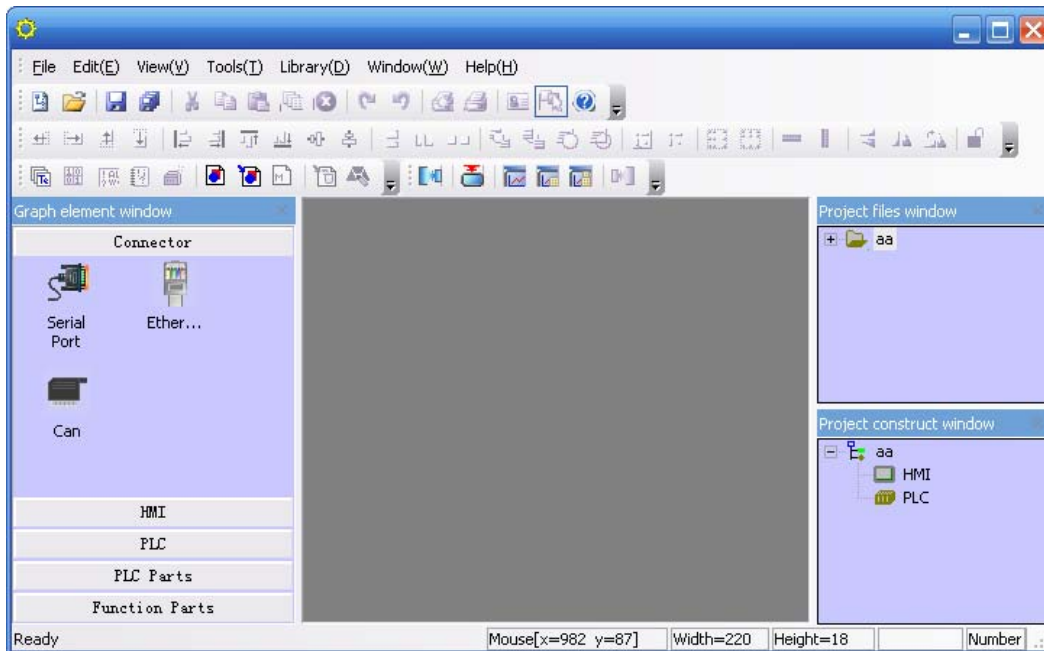 File Edit(E) View(V) Tools(T) Library(D) Window(W) Help(H)
Graph element window
Connector
Serial Port
Ether...
Can
HMI
PLC
PLC Parts
Function Parts
Project files window
aa
Project construct window
aa
HMI
PLC
Ready
Mouse[x=982 y=87] Width=220 Height=18 Number